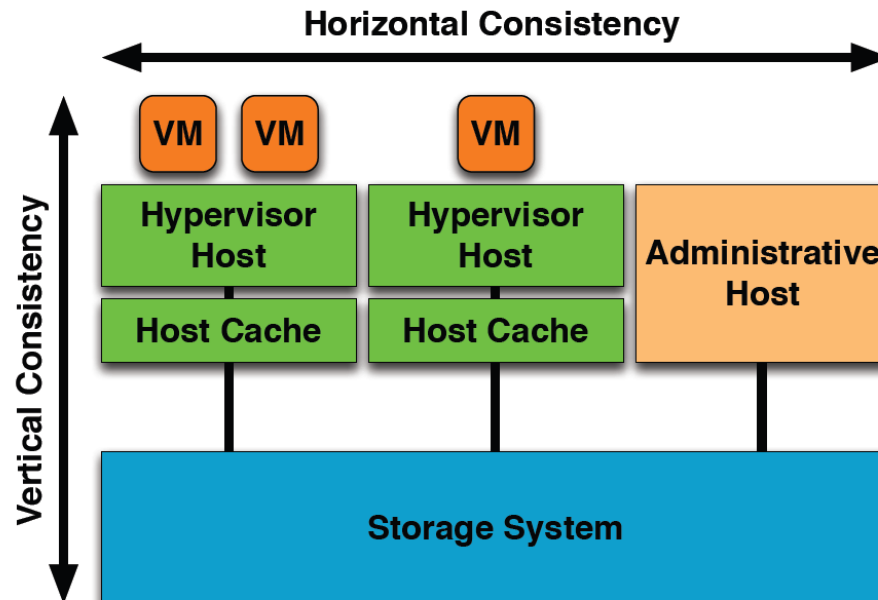 Horizontal Consistency
Vertical Consistency
VM
VM
VM
Hypervisor
Host
Hypervisor
Host
Administrative
Host
Host Cache
Host Cache
Storage System